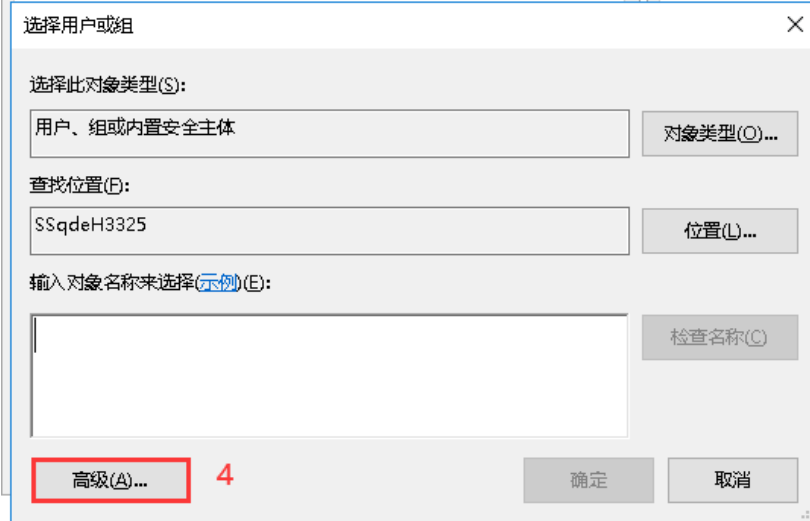 选择用户或组
选择此对象类型(S):
用户、组或内置安全主体
对象类型(O)...
查找位置(F):
SSqdeH3325
位置(L)...
输入对象名称来选择(示例)(E):
检查名称(C)
高级(A)...
4
确定
取消